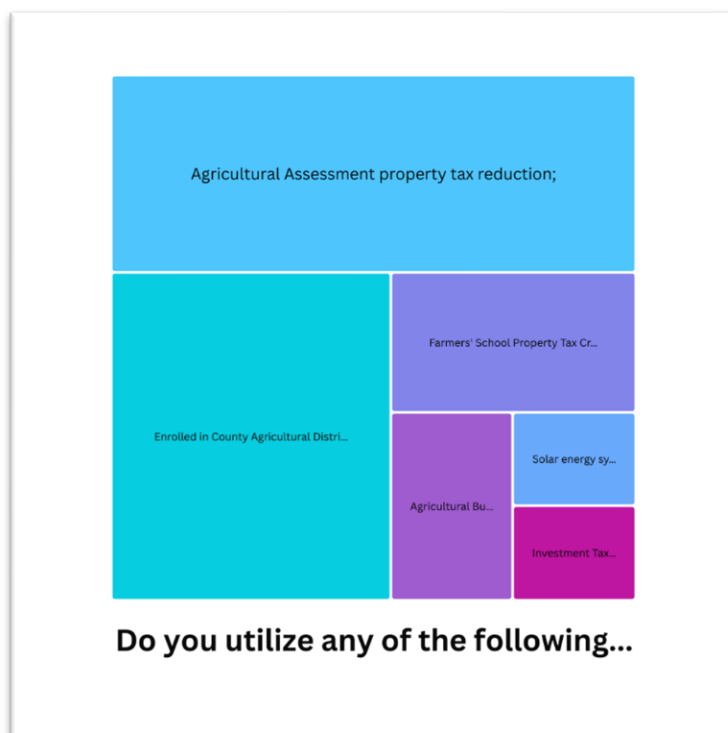 Agricultural Assessment property tax reduction;
Enrolled in County Agricultural Distri...
Farmers' School Property Tax Cr...
Agricultural Bu...
Solar energy sy...
Investment Tax...
Do you utilize any of the following...